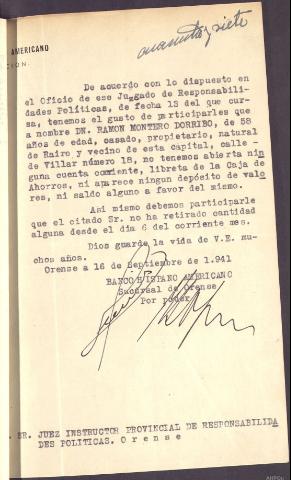 cuarenta y siete
AMERICANO
De acuerdo con lo dispuesto en
el Oficio de ese Juzgado de Responsabili-
dades Políticas, de fecha 13 del que cur-
sa, tenemos el gusto de participarles que
a nombre DN. RAMON MONTERO DORRIBO, de 58
años de edad, casado, propietario, natural
de Rairo y vecino de esta capital, calle -
de Villar número 18, no tenemos abierta nin
guna cuenta corriente, libreta de la Caja de
Ahorros, ni aparece ningun depósito de valo
res, ni saldo alguno a favor del mismo.
Asi mismo debemos participarle
que el citado Sr. no ha retirado cantidad
alguna desde el dia 6 del corriente mes.
Dios guarde la vida de V.E. mu-
chos años.
Orense a 16 de Septiembre de 1.941
BANCO HISPANO AMERICANO
Sucursal de Orense
Por poder
SR. JUEZ INSTRUCTOR PROVINCIAL DE RESPONSABILIDA
DES POLITICAS. Orense